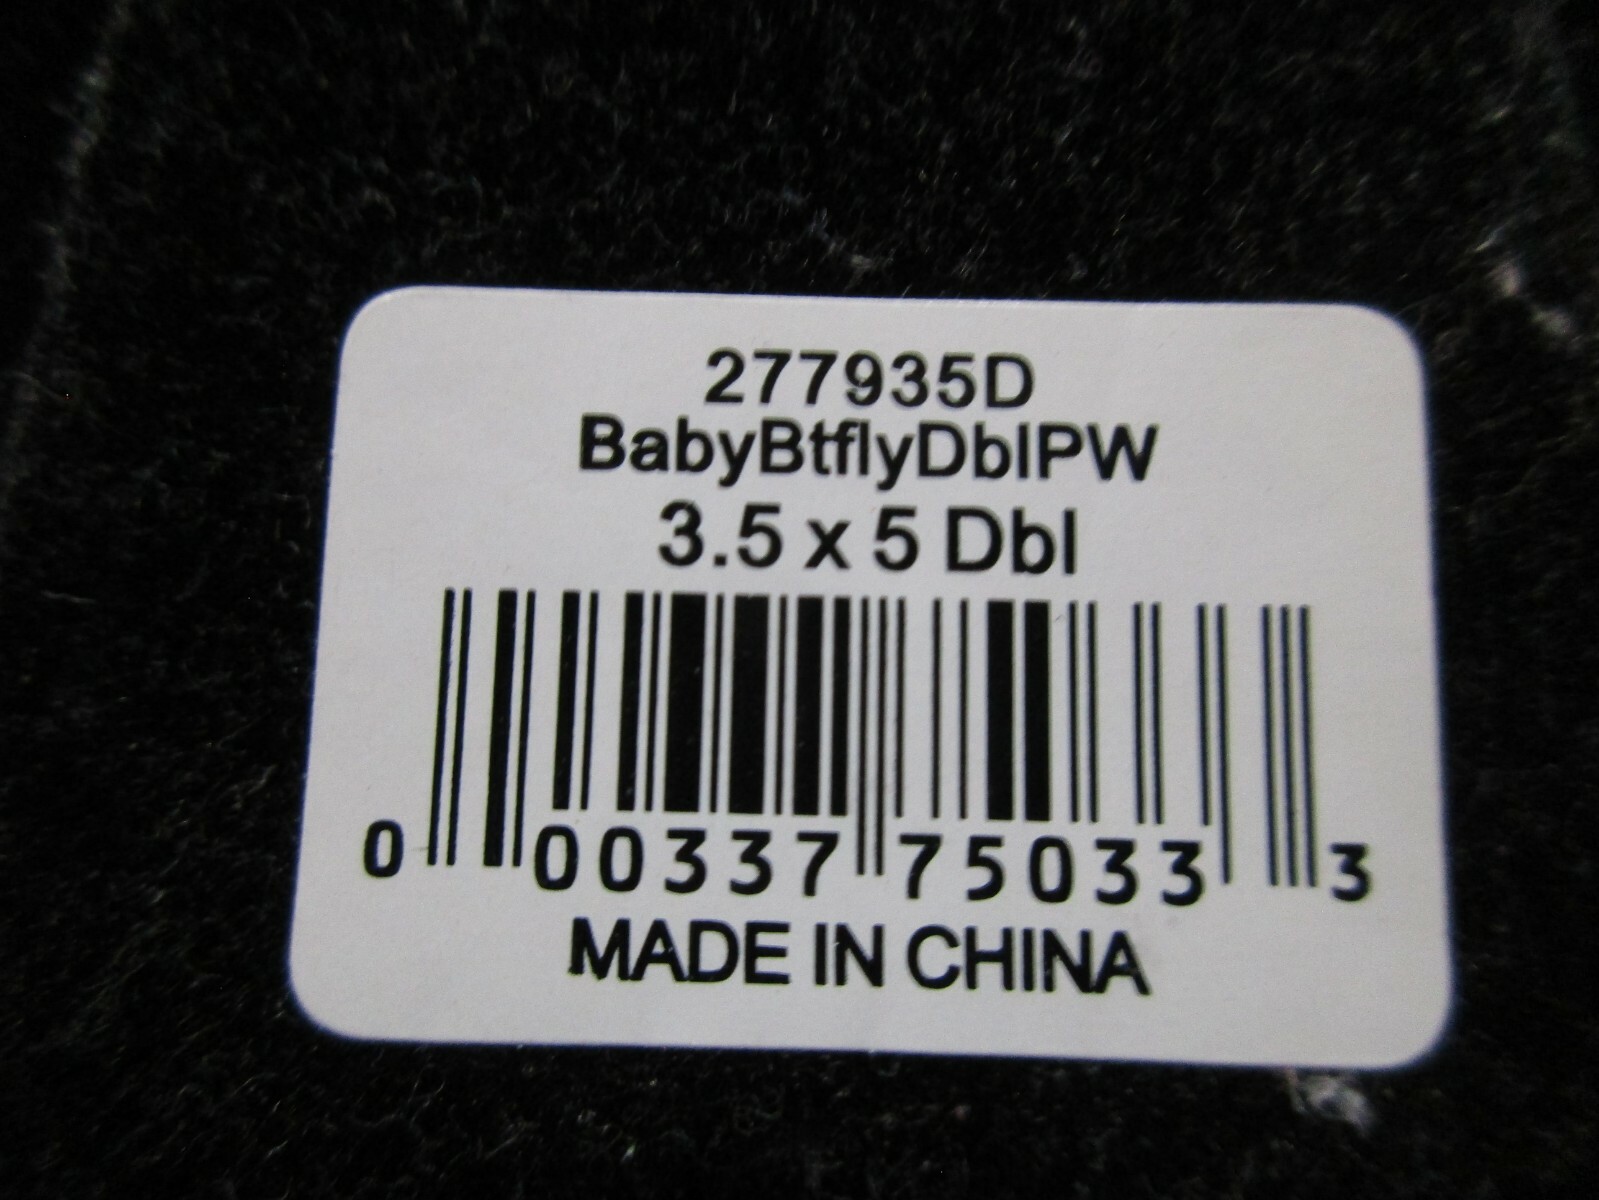 277935D
BabyBtflyDblPW
3.5 x 5 Dbl
0 00337 75033 3
MADE IN CHINA